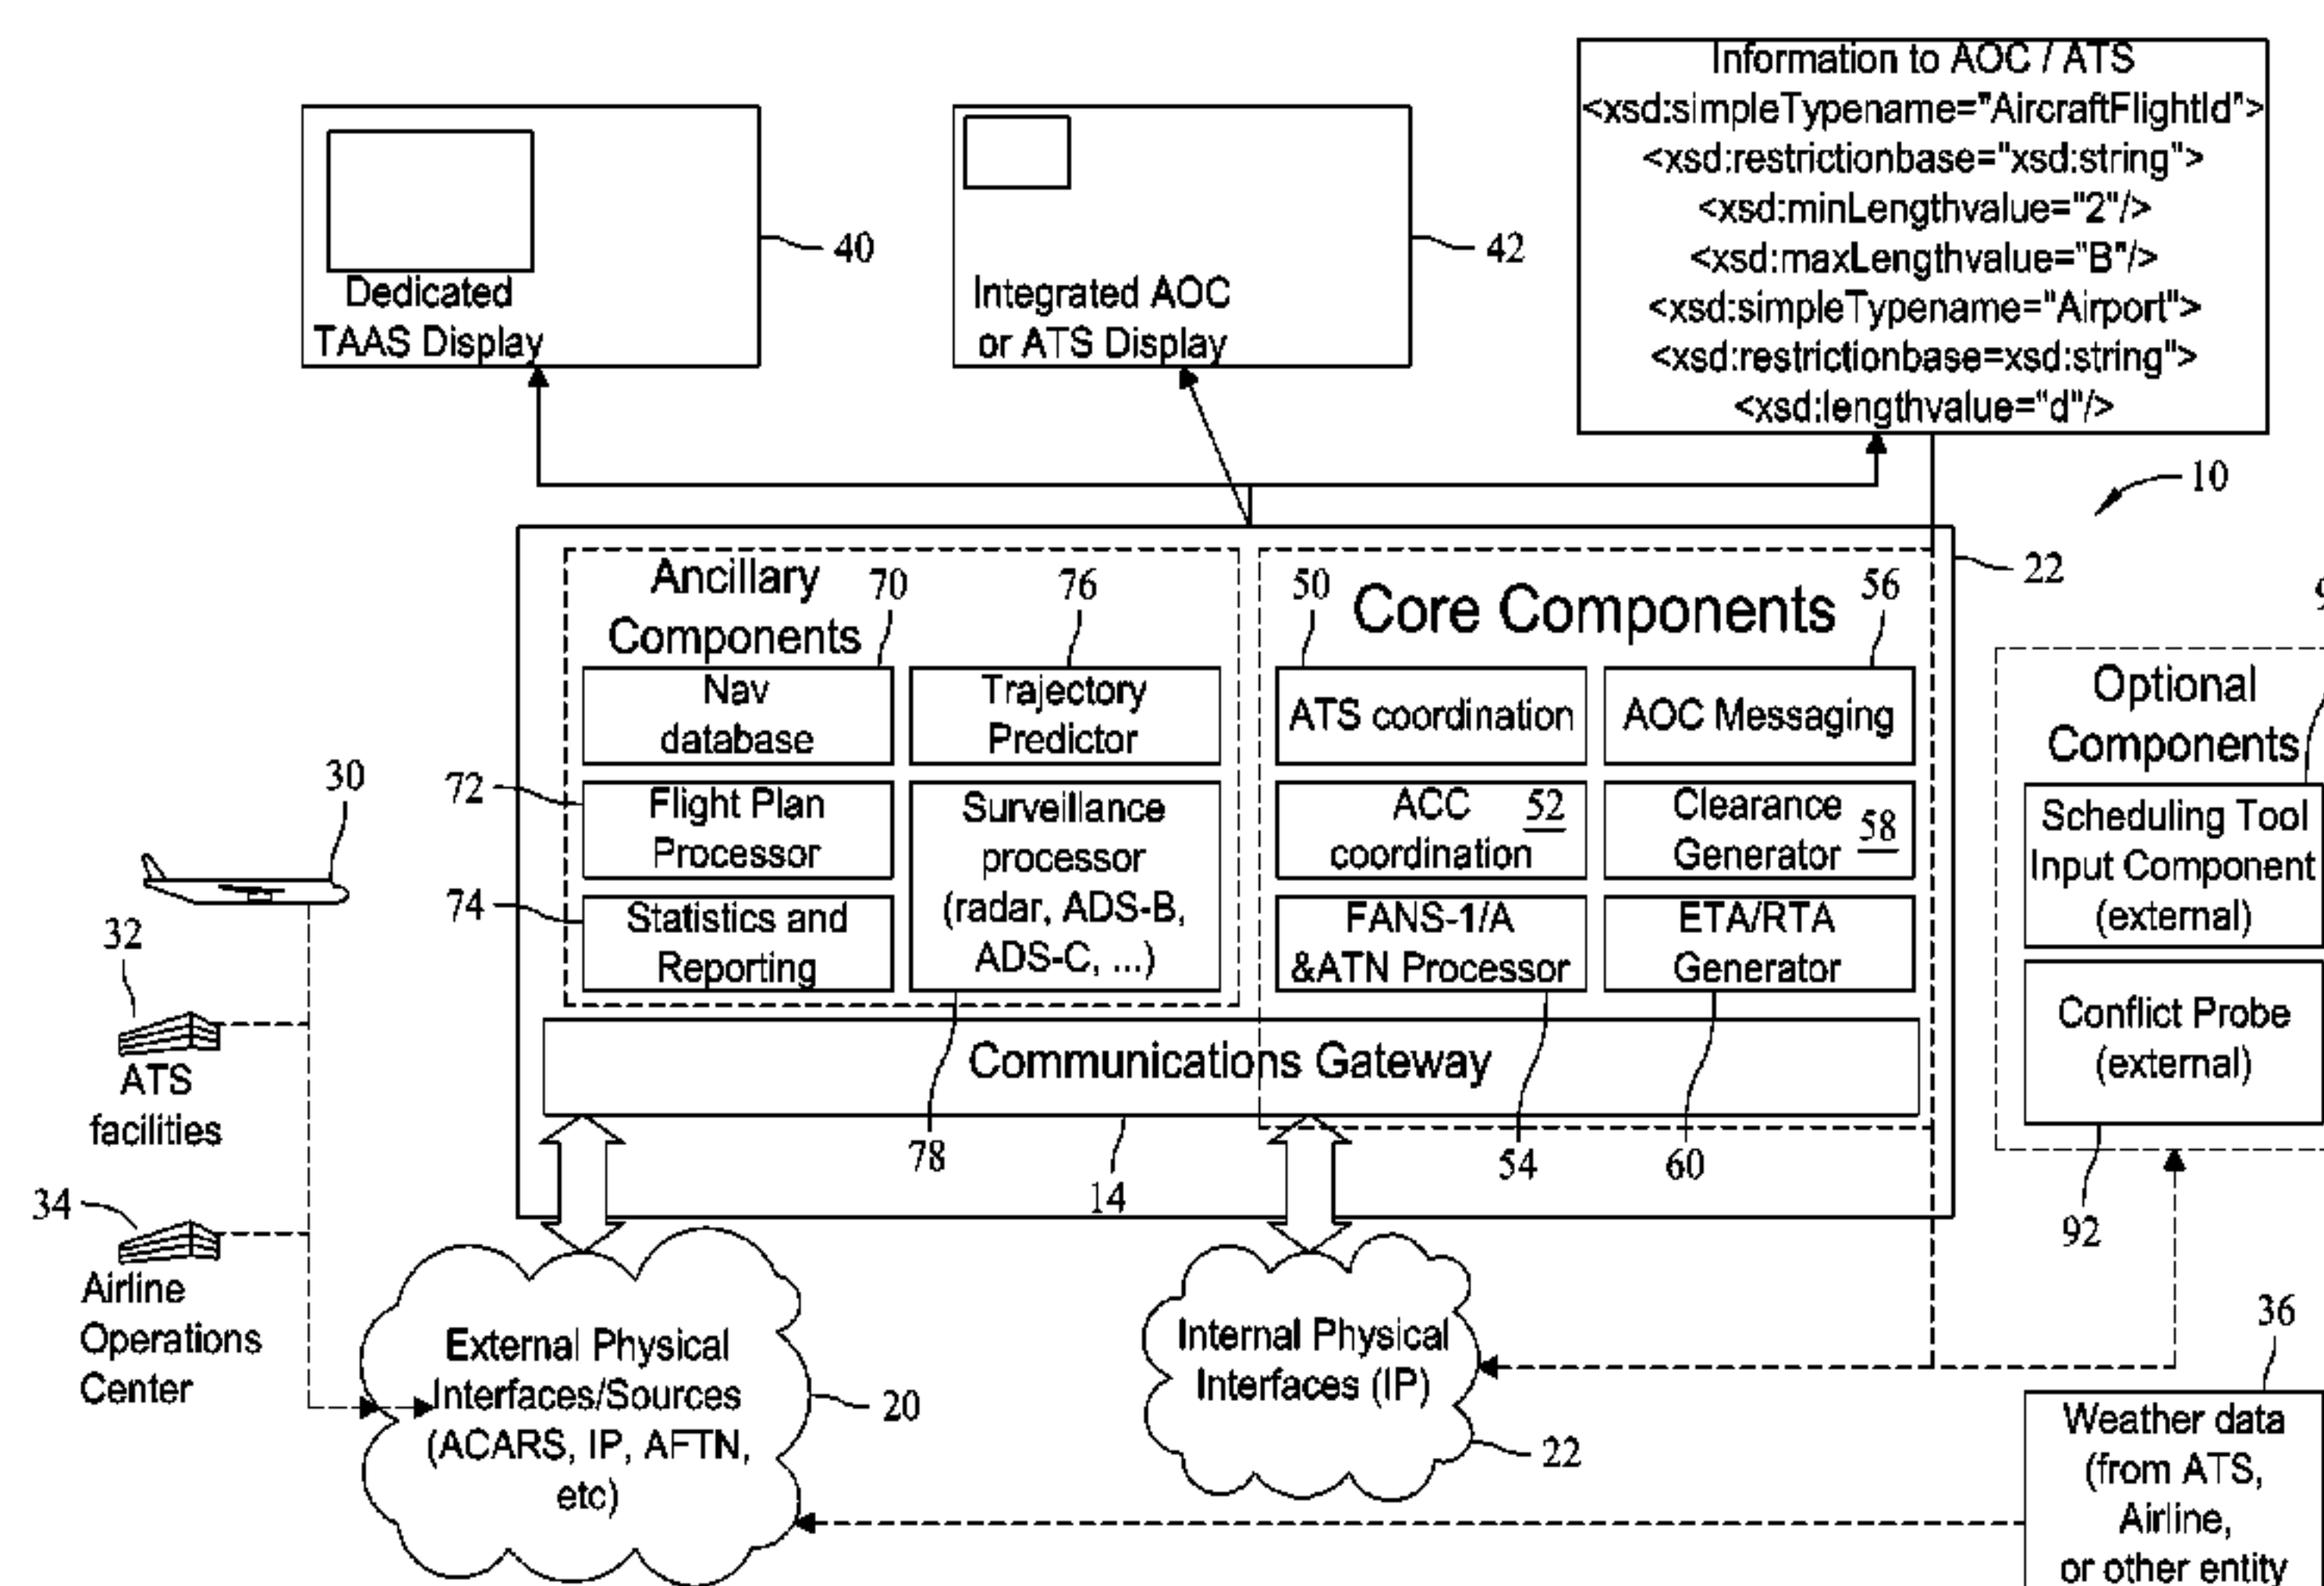 Information to AOC / ATS
<xsd:simpleTypename="AircraftFlightId">
<xsd:restrictionbase="xsd:string">
<xsd:minLengthvalue="2"/>
<xsd:maxLengthvalue="B"/>
<xsd:simpleTypename="Airport">
<xsd:restrictionbase=xsd:string">
<xsd:lengthvalue="d"/>
Dedicated
TAAS Display
40
Integrated AOC
or ATS Display
42
10
22
Ancillary
Components
70
76
Nav
database
Trajectory
Predictor
72
Flight Plan
Processor
74
Statistics and
Reporting
Surveillance
processor
(radar, ADS-B,
ADS-C, ...)
50
Core Components
56
ATS coordination
AOC Messaging
ACC
coordination
52
Clearance
Generator
58
FANS-1/A
&ATN Processor
ETA/RTA
Generator
Communications Gateway
78
14
54
60
Optional
Components
Scheduling Tool
Input Component
(external)
Conflict Probe
(external)
92
30
32
ATS
facilities
34
Airline
Operations
Center
External Physical
Interfaces/Sources
(ACARS, IP, AFTN,
etc)
20
Internal Physical
Interfaces (IP)
22
36
Weather data
(from ATS,
Airline,
or other entity